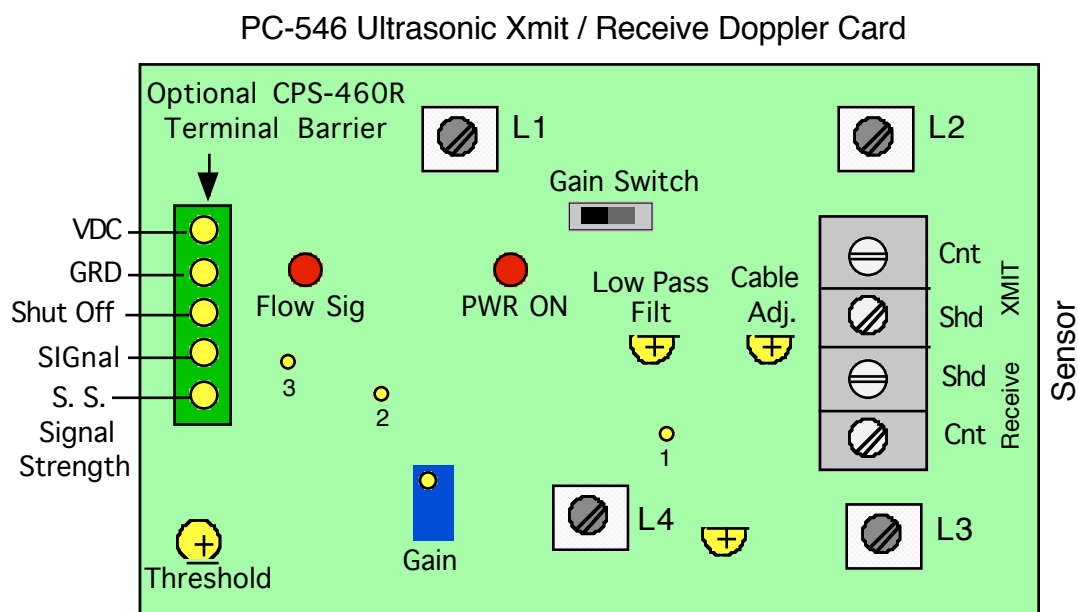 PC-546 Ultrasonic Xmit / Receive Doppler Card
Optional CPS-460R
Terminal Barrier
L1
L2
Gain Switch
VDC
GRD
Shut Off
SIGnal
S. S.
Signal
Strength
Flow Sig
PWR ON
Low Pass
Filt
Cable
Adj.
Cnt
Shd
XMIT
Shd
Cnt
Receive
Sensor
3
2
1
Gain
L4
L3
Threshold